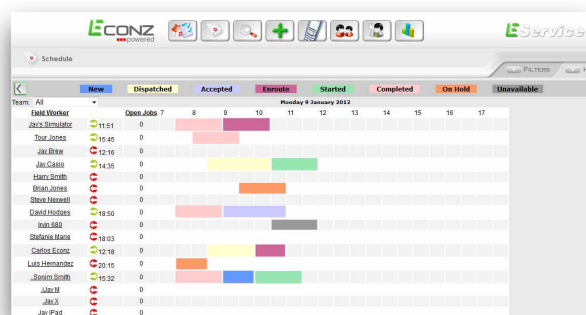 ECONZ
powered
EService
Schedule
FILTERS
New Dispatched Accepted Enroute Started Completed On Hold Unavailable
Team: All Monday 9 January 2012
Field Worker Open Jobs 7 8 9 10 11 12 13 14 15 16 17
Jay's Simulator 11:51 0
Tour Jones 15:45 0
Jay Brew 12:16 0
Jay Casio 14:35 0
Harry Smith 0
Brian Jones 0
Steve Newwell 0
David Hodges 18:50 0
Irvin 680 0
Stefanie Marie 18:03 0
Carlos Econz 12:18 0
Luis Hernandez 20:15 0
.Sonim Smith 15:32 0
.Jay M 0
.Jay X 0
Jay iPad 0